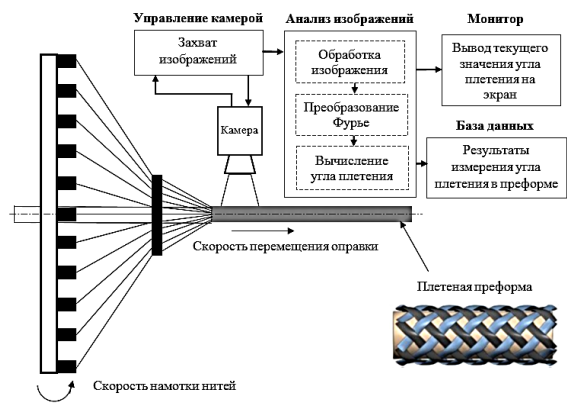 Управление камерой
Захват
изображений
Камера
Анализ изображений
Обработка
изображения
Преобразование
Фурье
Вычисление
угла плетения
Монитор
Вывод текущего
значения угла
плетения на
экран
База данных
Результаты
измерения угла
плетения в преформе
Скорость перемещения оправки
Плетеная преформа
Скорость намотки нитей